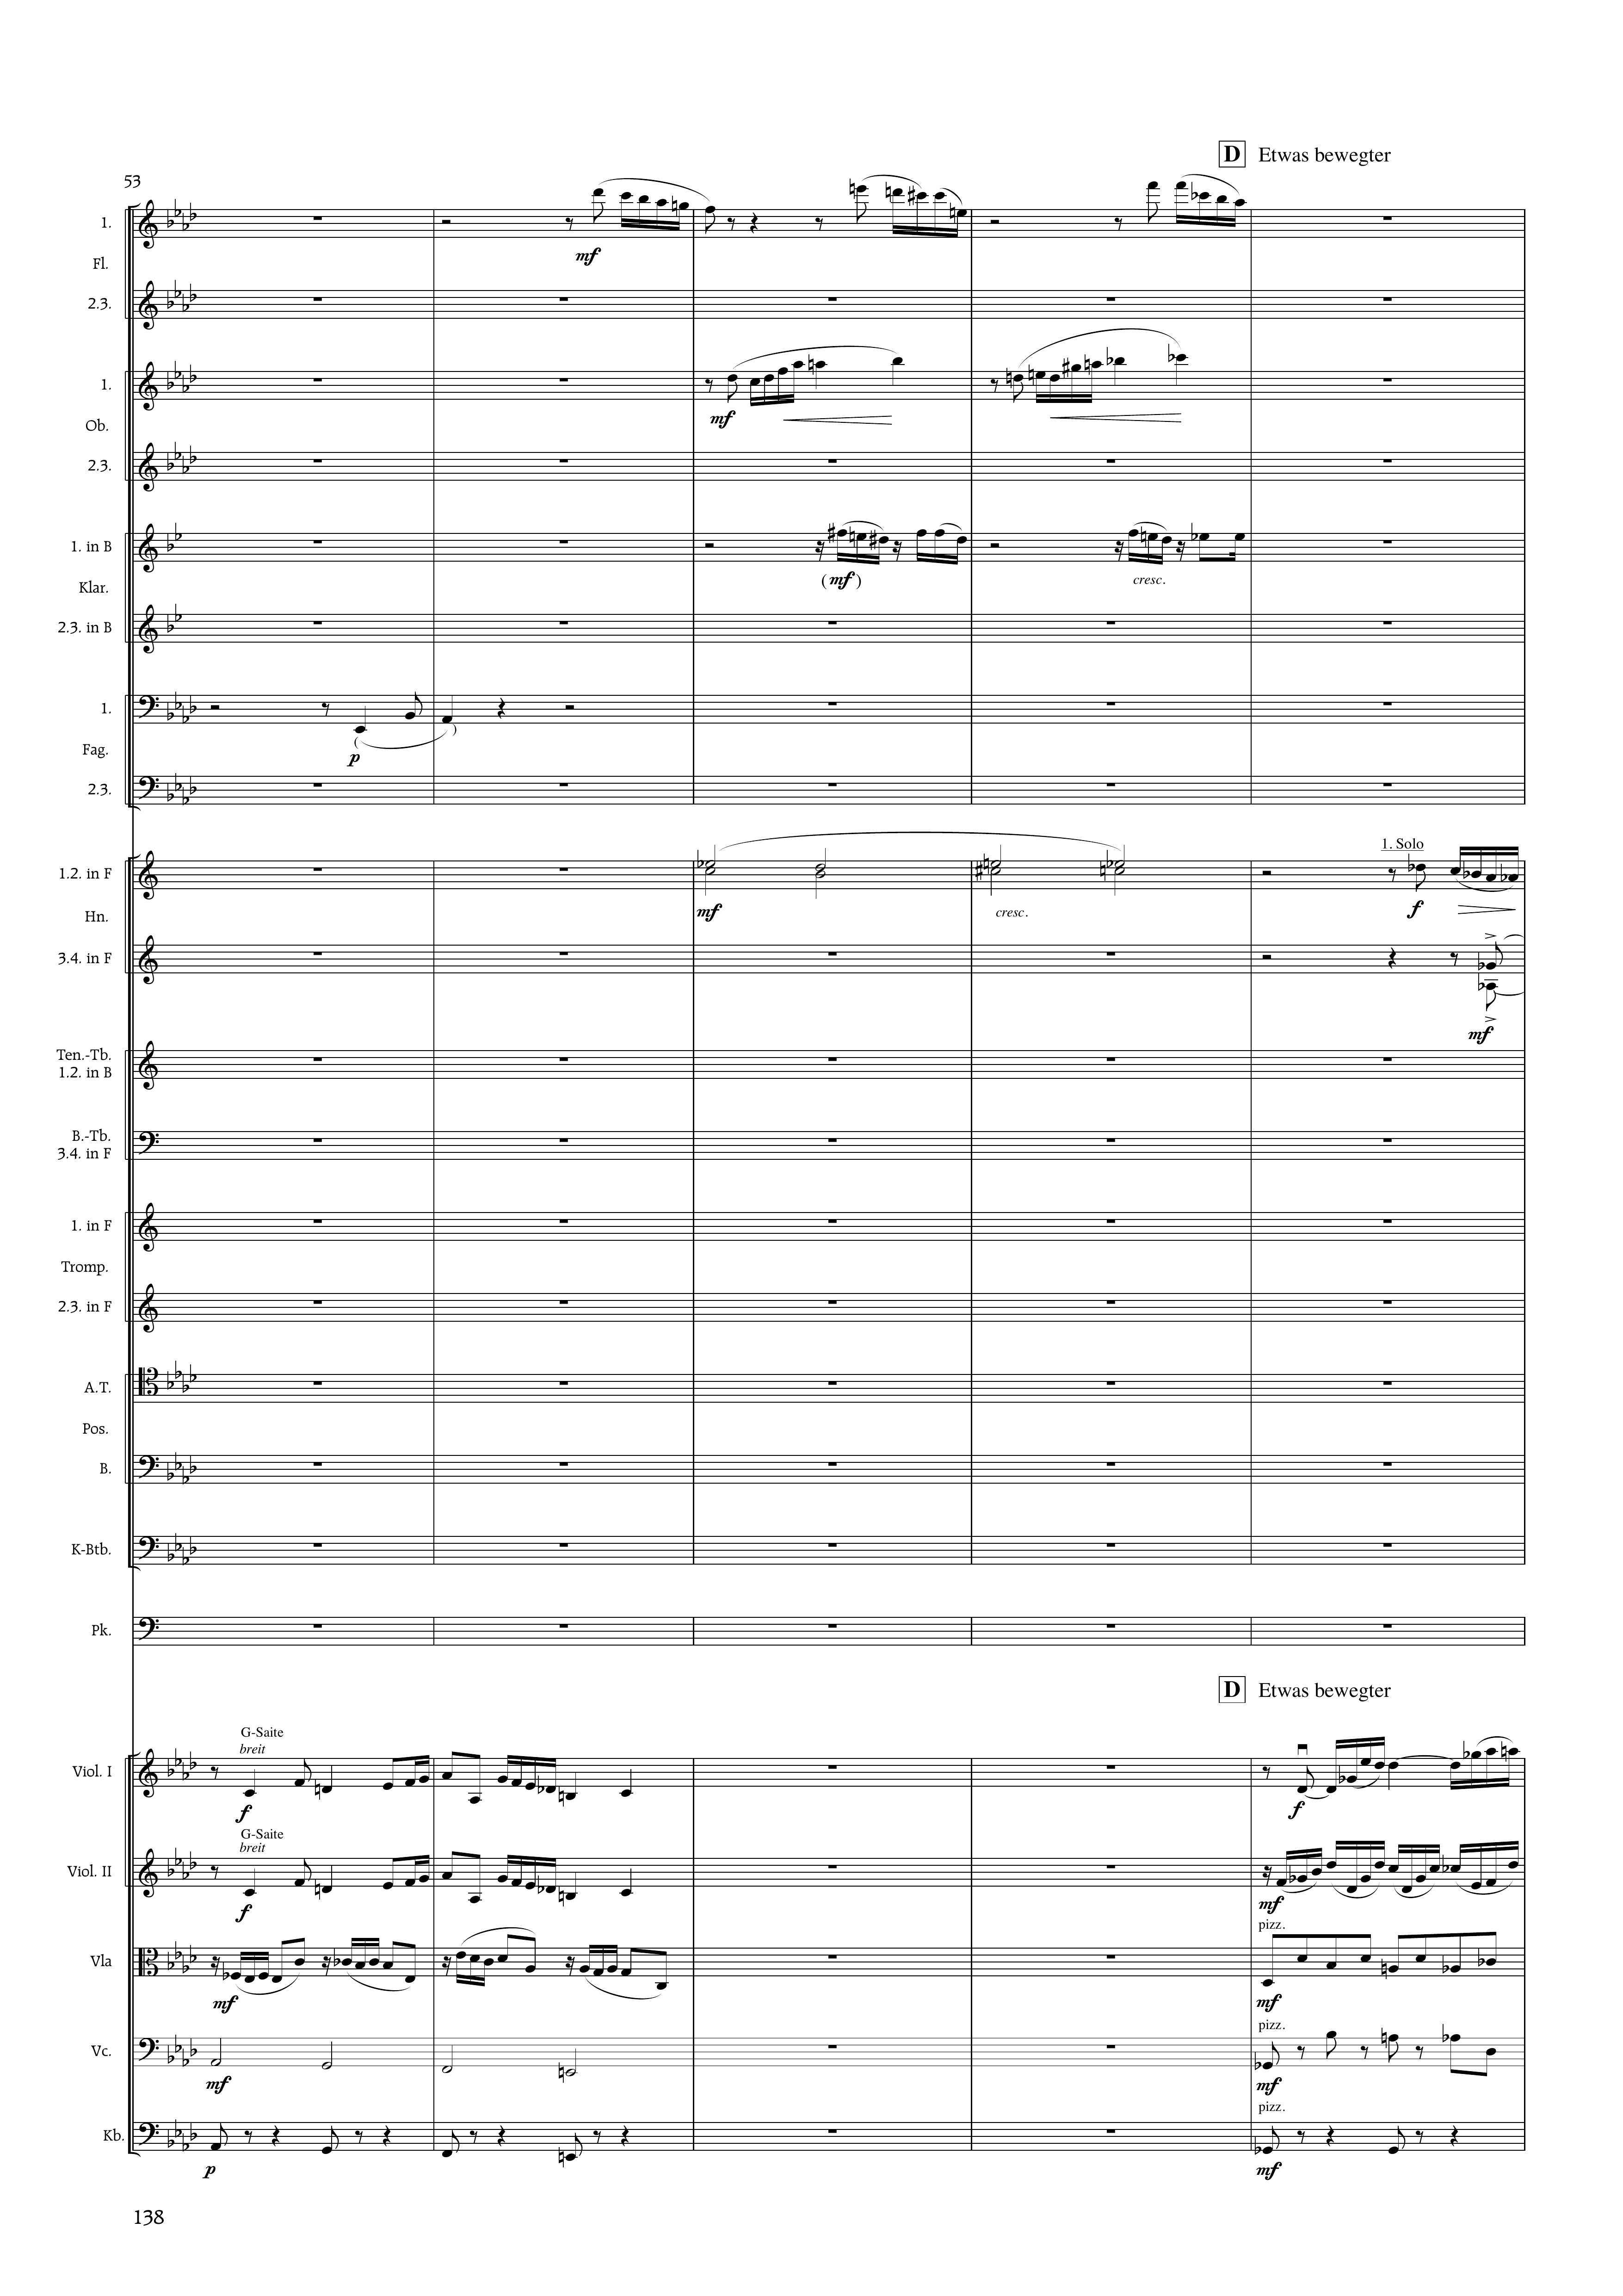 D Etwas bewegter
53
1.
mf
Fl.
2.3.
1.
mf
Ob.
2.3.
1. in B
(mf)
cresc.
Klar.
2.3. in B
1.
p
Fag.
2.3.
1. Solo
1.2. in F
mf
cresc.
f
Hn.
3.4. in F
mf
Ten.-Tb.
1.2. in B
B.-Tb.
3.4. in F
1. in F
Tromp.
2.3. in F
A.T.
Pos.
B.
K-Btb.
Pk.
D Etwas bewegter
G-Saite
breit
Viol. I
f
f
G-Saite
breit
Viol. II
f
mf
pizz.
Vla
mf
mf
pizz.
Vc.
mf
mf
pizz.
Kb.
p
mf
138